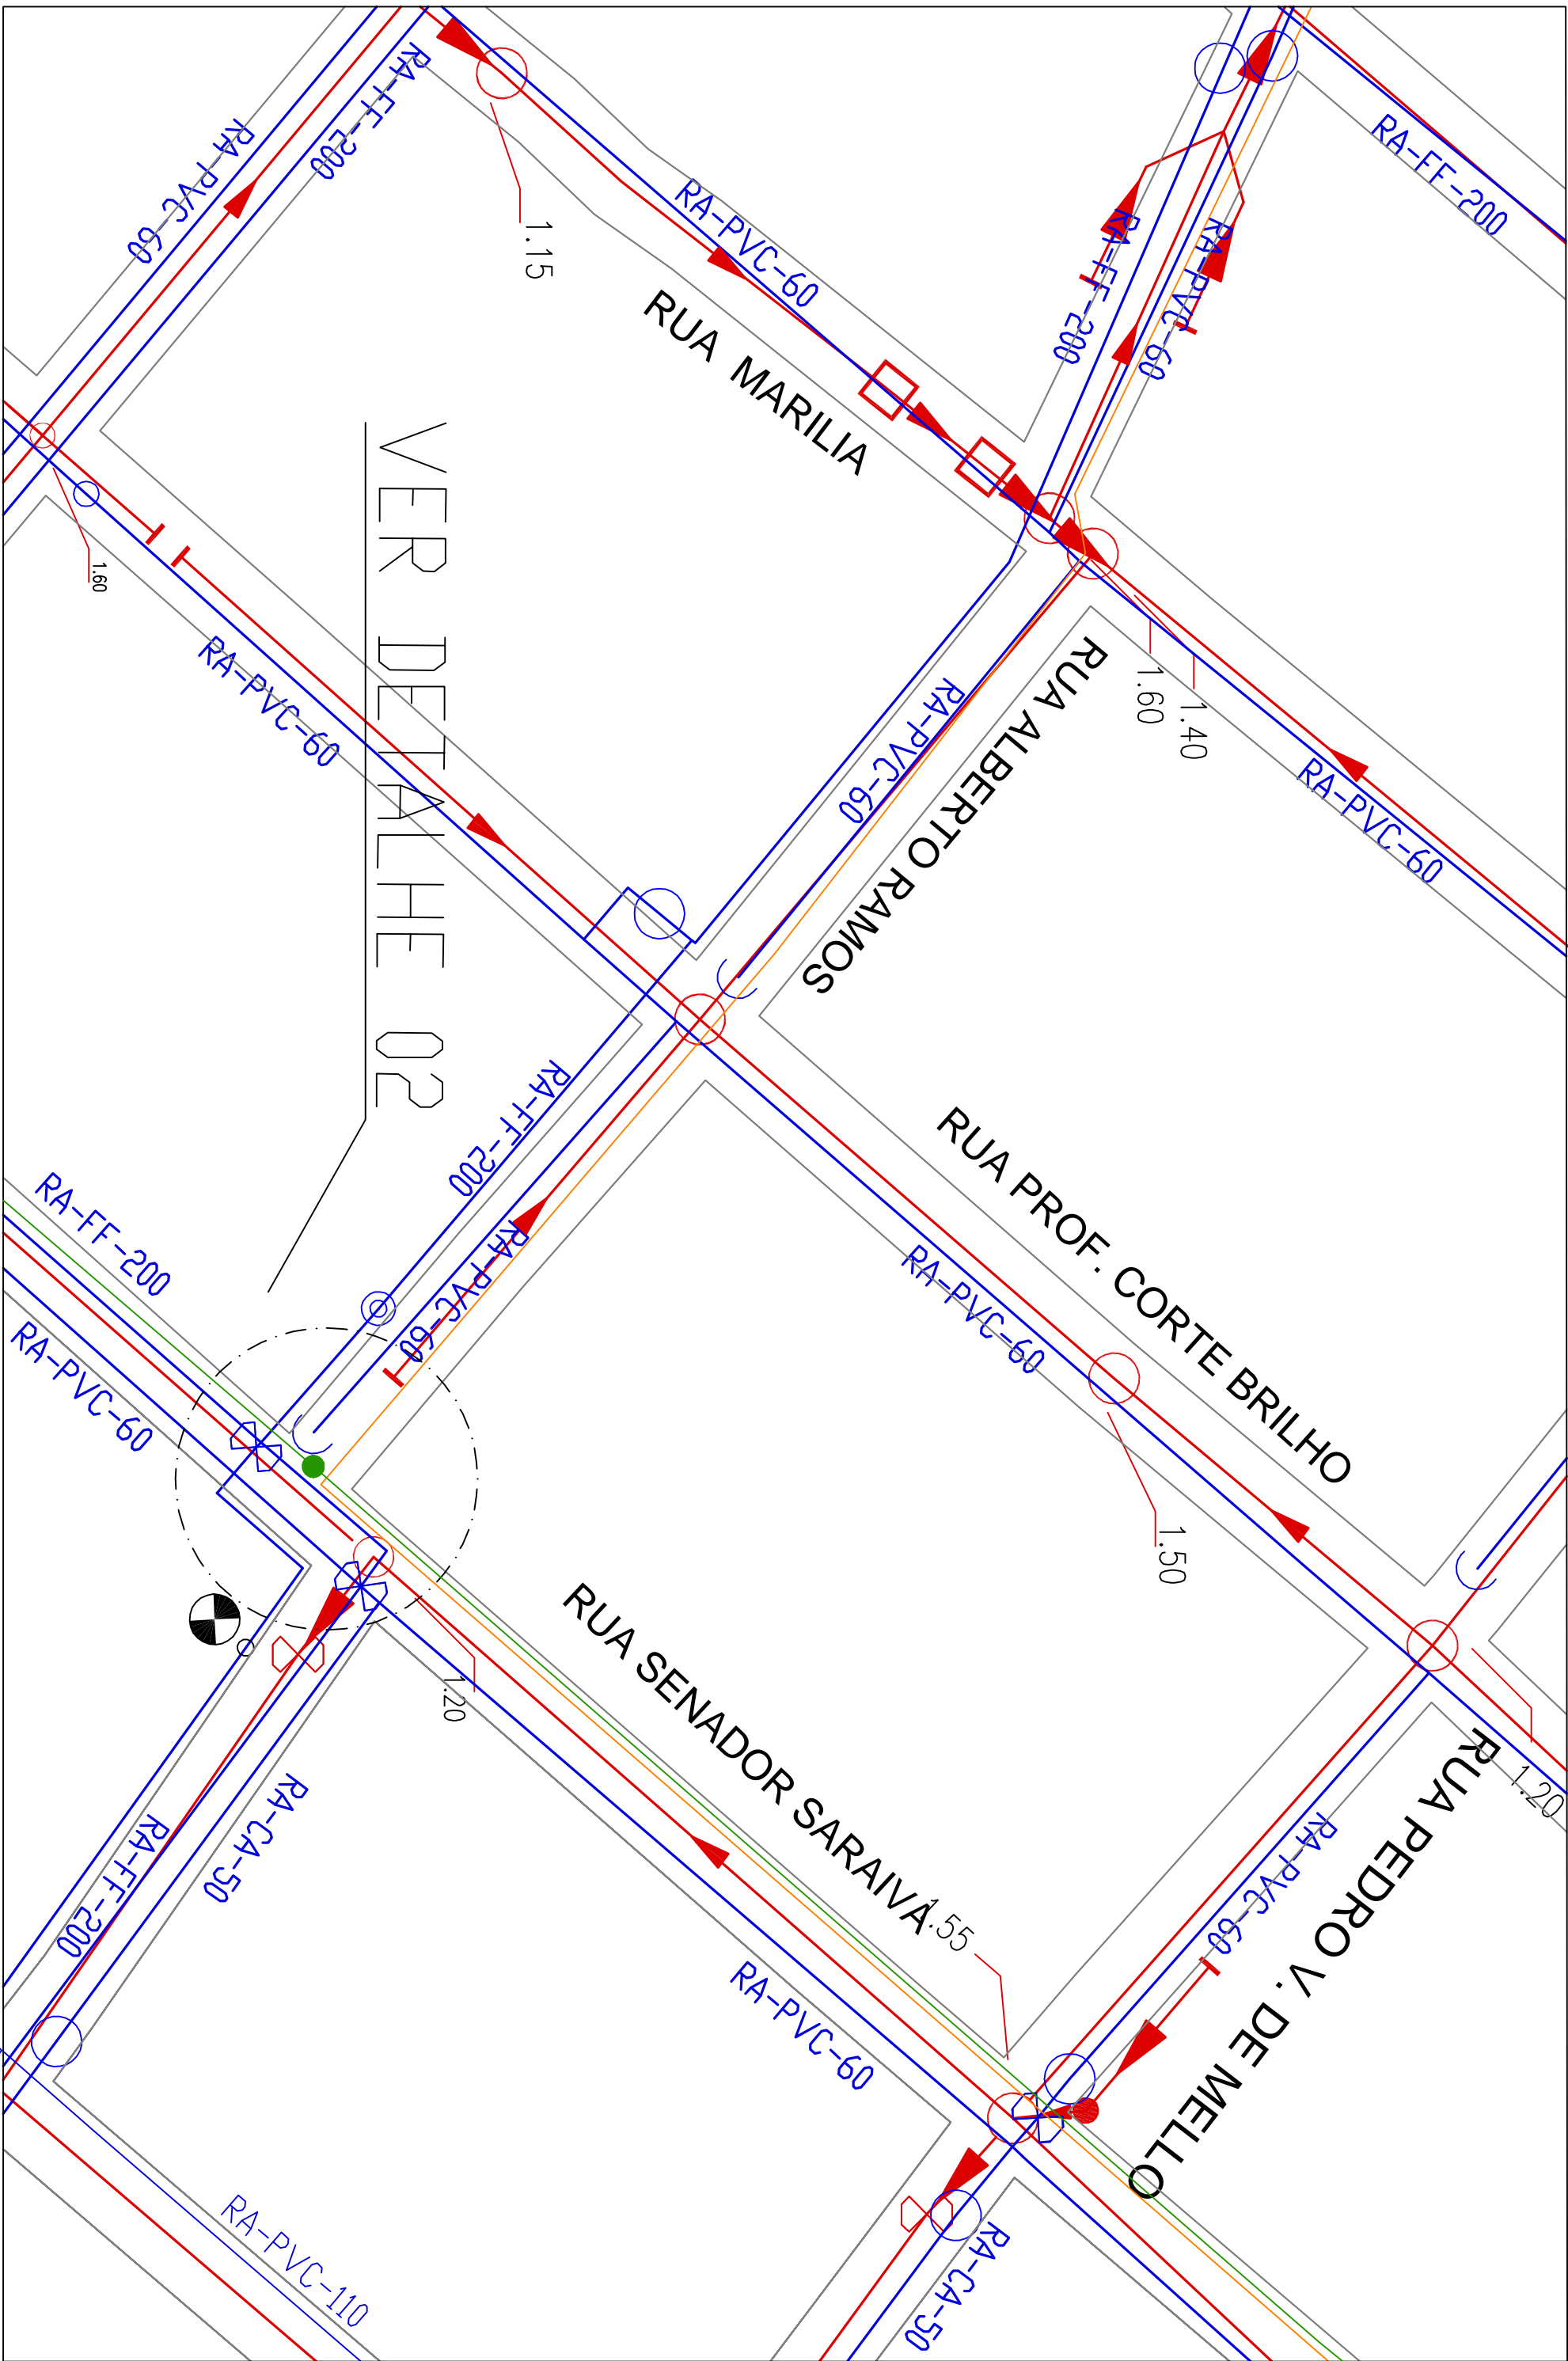 RA-FF-200
RA-FF-200
RA-PVC-60
1.15
RA-PVC-60
RUA MARILIA
RA-FF-200
RA-PVC-60
1.60
RA-PVC-60
VER DETALHE 02
1.60
1.40
RUA ALBERTO RAMOS
RA-PVC-60
RA-PVC-60
RA-FF-200
RA-PVC-60
RUA PROF. CORTE BRILHO
RA-PVC-60
RA-FF-200
RA-PVC-60
1.50
1.20
RUA SENADOR SARAIVA
RUA PEDRO V. DE MELLO
1.20
RA-PVC-60
RA-CA-50
RA-FF-200
1.55
RA-PVC-60
RA-CA-50
RA-PVC-110